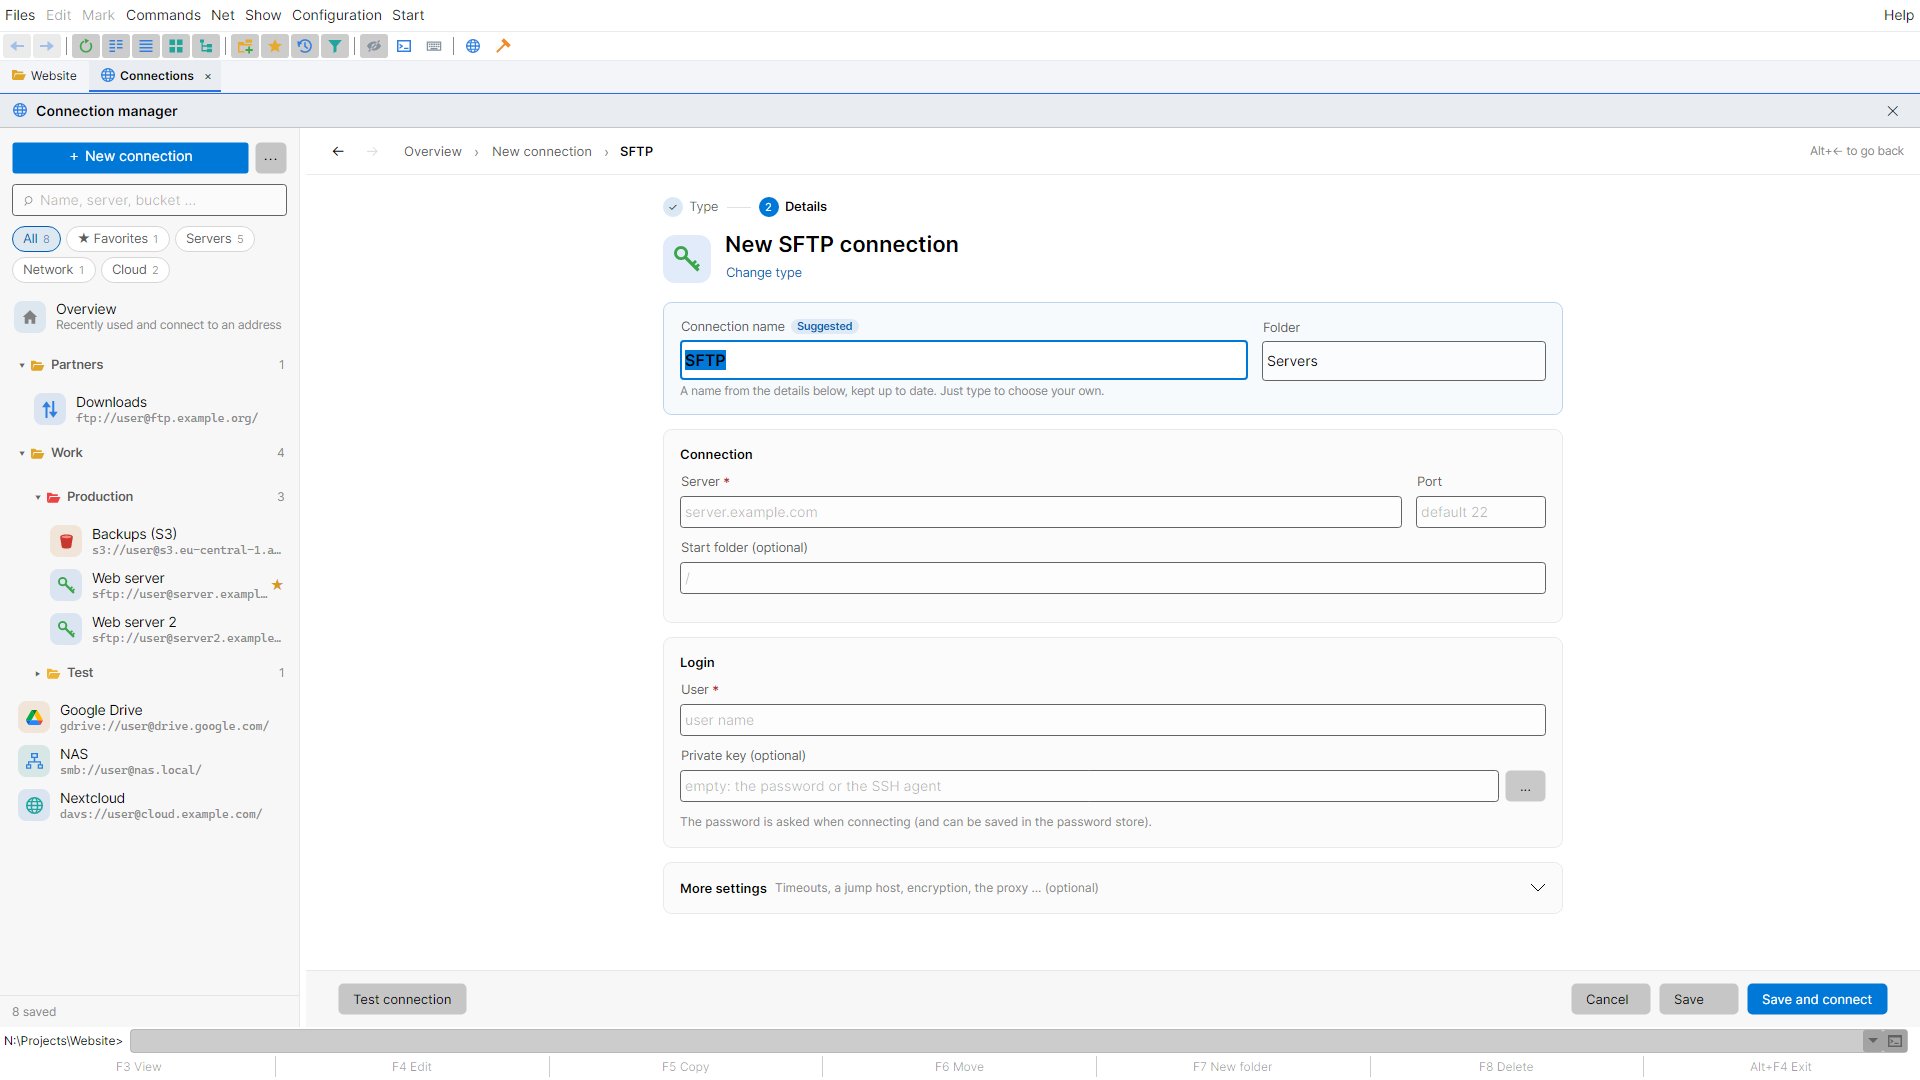 Files Edit Mark Commands Net Show Configuration Start Help
Website Connections ×
Connection manager
+ New connection ...
Name, server, bucket ...
All 8 ★ Favorites 1 Servers 5
Network 1 Cloud 2
Overview
Recently used and connect to an address
Partners 1
Downloads
ftp://user@ftp.example.org/
Work 4
Production 3
Backups (S3)
s3://user@s3.eu-central-1.a…
Web server
sftp://user@server.exampl…
Web server 2
sftp://user@server2.example…
Test 1
Google Drive
gdrive://user@drive.google.com/
NAS
smb://user@nas.local/
Nextcloud
davs://user@cloud.example.com/
8 saved
Overview › New connection › SFTP
Alt+← to go back
Type 2 Details
New SFTP connection
Change type
Connection name Suggested Folder
SFTP Servers
A name from the details below, kept up to date. Just type to choose your own.
Connection
Server * Port
server.example.com default 22
Start folder (optional)
/
Login
User *
user name
Private key (optional)
empty: the password or the SSH agent ...
The password is asked when connecting (and can be saved in the password store).
More settings Timeouts, a jump host, encryption, the proxy ... (optional)
Test connection Cancel Save Save and connect
N:\Projects\Website>
F3 View F4 Edit F5 Copy F6 Move F7 New folder F8 Delete Alt+F4 Exit